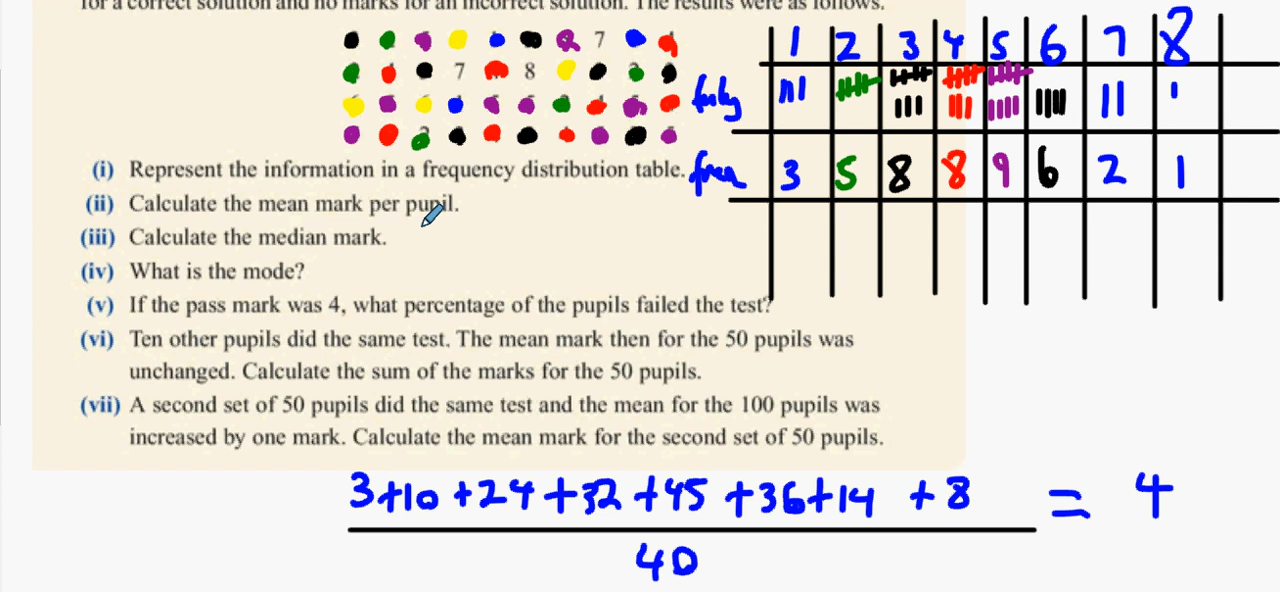 for a correct solution and no marks for an incorrect solution. The results were as follows.
7
7 8
1 2 3 4 5 6 7 8
freq 3 5 8 8 9 6 2 1
(i) Represent the information in a frequency distribution table.
(ii) Calculate the mean mark per pupil.
(iii) Calculate the median mark.
(iv) What is the mode?
(v) If the pass mark was 4, what percentage of the pupils failed the test?
(vi) Ten other pupils did the same test. The mean mark then for the 50 pupils was
unchanged. Calculate the sum of the marks for the 50 pupils.
(vii) A second set of 50 pupils did the same test and the mean for the 100 pupils was
increased by one mark. Calculate the mean mark for the second set of 50 pupils.
3+10+24+32+45+36+14+8 = 4
40